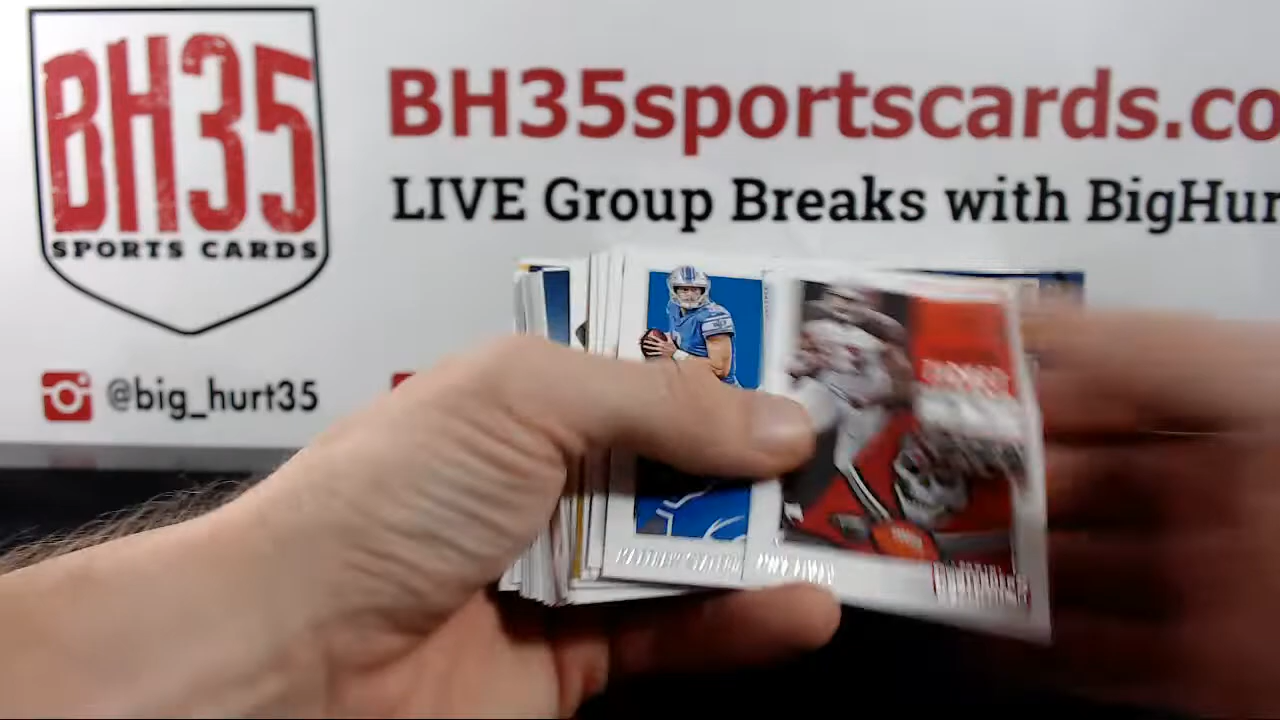 BH35
SPORTS CARDS
BH35sportscards.co
LIVE Group Breaks with BigHur
@big_hurt35